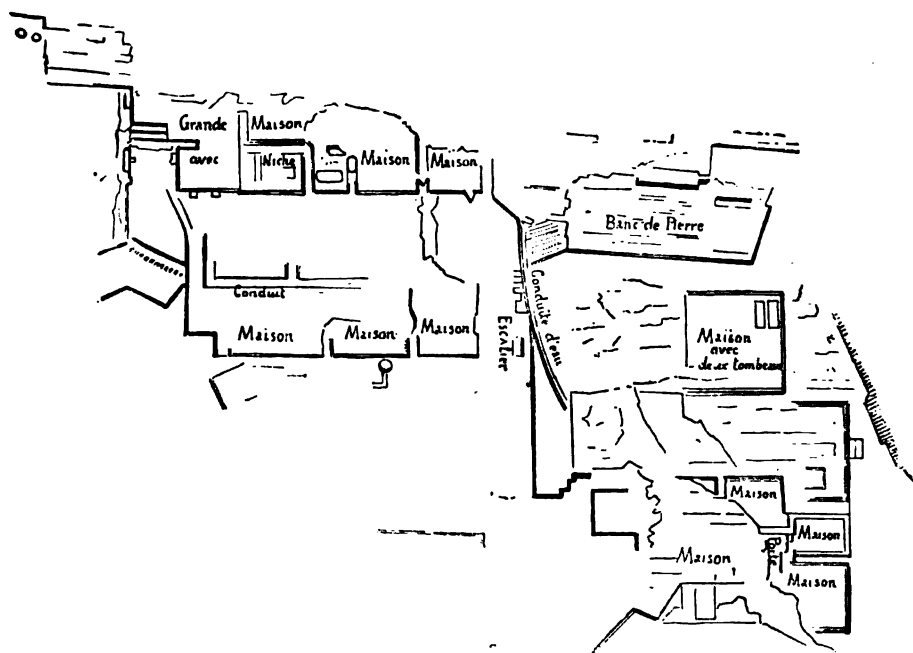 Grande
Maison
avec
Niche
Maison
Maison
Banc de Pierre
Conduit
Conduite d'eau
Escalier
Maison
Maison
Maison
Maison
avec
deux tombeau
Maison
Maison
Maison
Maison